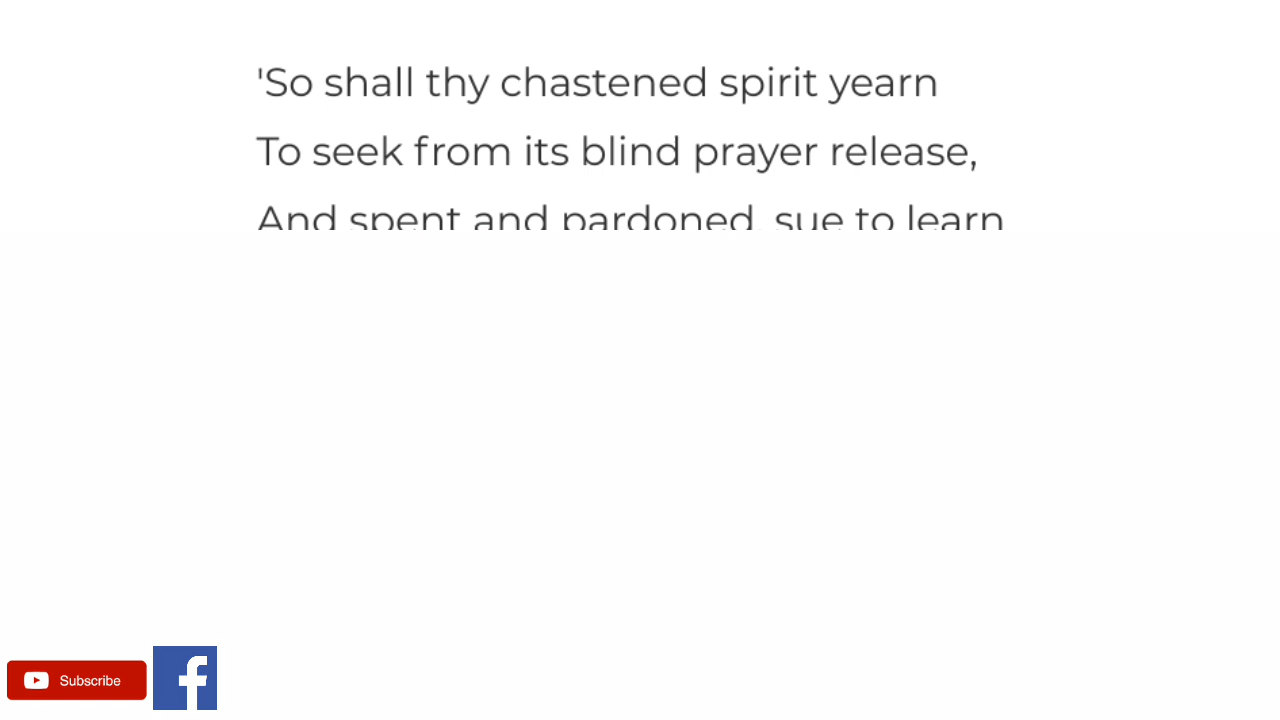 'So shall thy chastened spirit yearn
To seek from its blind prayer release,
And spent and pardoned, sue to learn
Subscribe